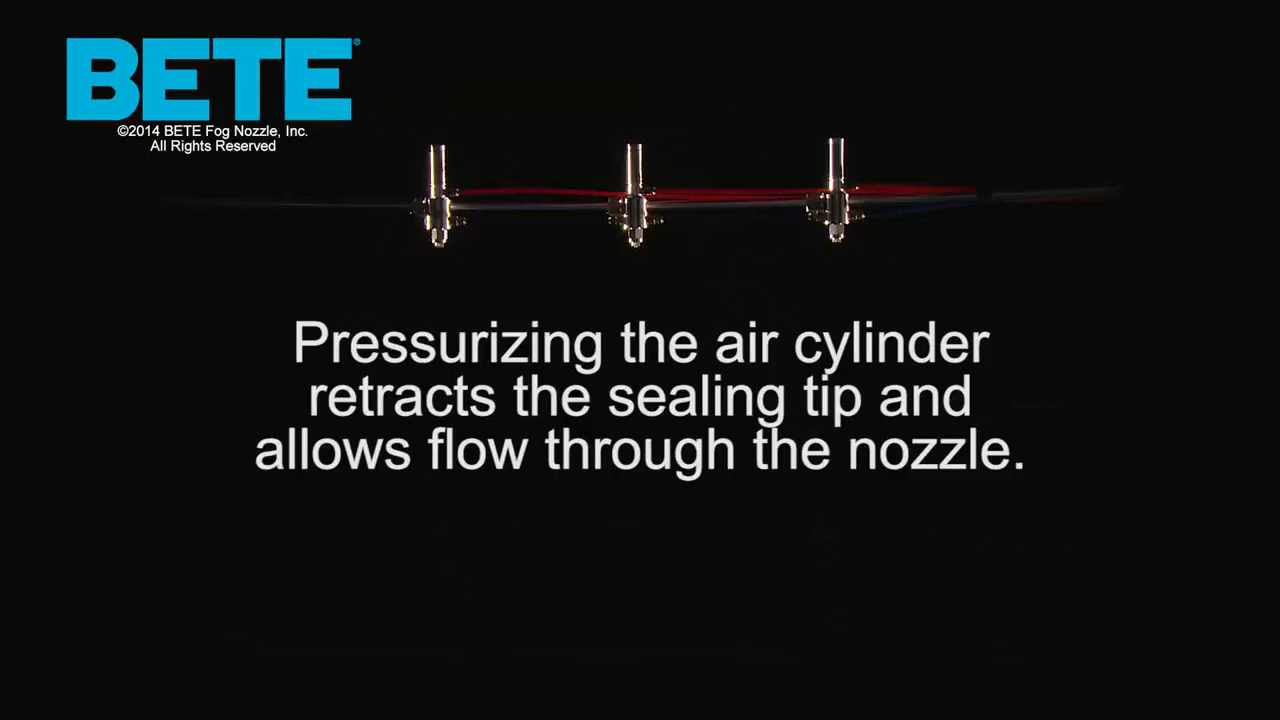 BETE®
©2014 BETE Fog Nozzle, Inc.
All Rights Reserved
Pressurizing the air cylinder
retracts the sealing tip and
allows flow through the nozzle.